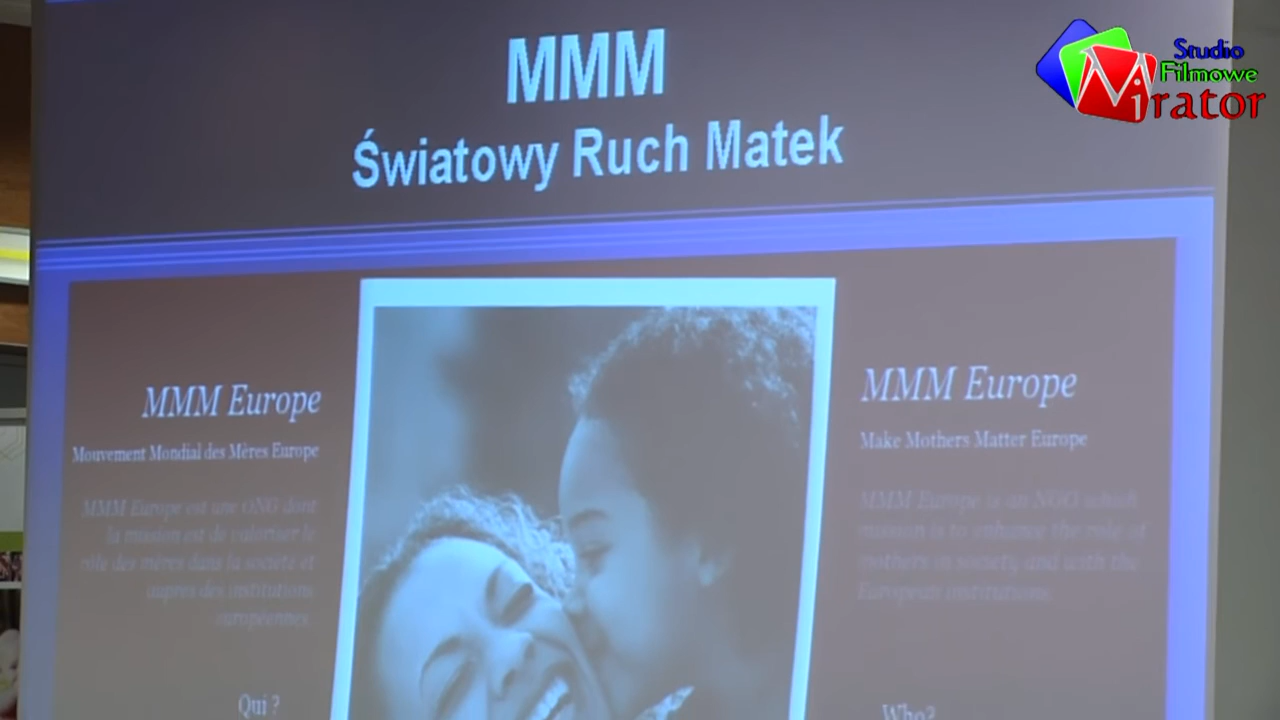 MMM
Światowy Ruch Matek
Studio
Filmowe
Mirator
MMM Europe
Mouvement Mondial des Mères Europe
MMM Europe est une ONG dont
la mission est de valoriser le
rôle des mères dans la société et
auprès des institutions
européennes.
Qui ?
MMM Europe
Make Mothers Matter Europe
MMM Europe is an NGO which
mission is to enhance the role of
mothers in society and with the
European institutions.
Who?